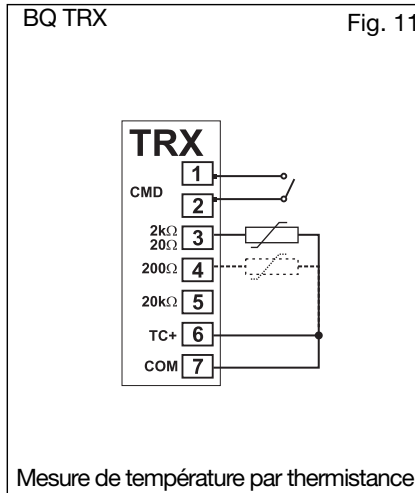 BQ TRX Fig. 11
TRX
1
CMD
2
2kΩ
20Ω 3
200Ω 4
20kΩ 5
TC+ 6
COM 7
Mesure de température par thermistance